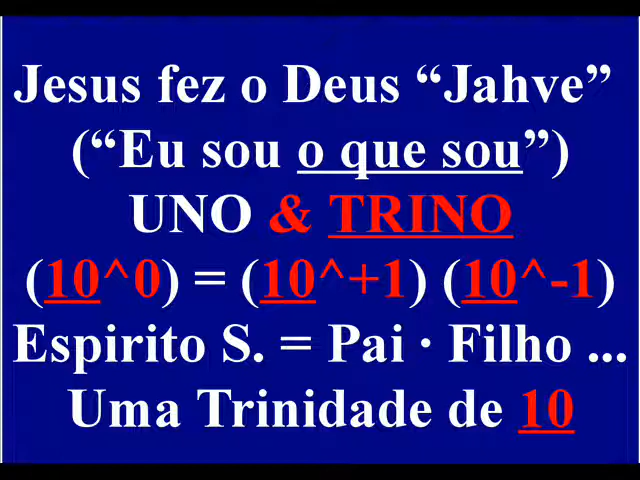 Jesus fez o Deus “Jahve”
(“Eu sou o que sou”)
UNO & TRINO
(10^0) = (10^+1) (10^-1)
Espirito S. = Pai · Filho ...
Uma Trinidade de 10